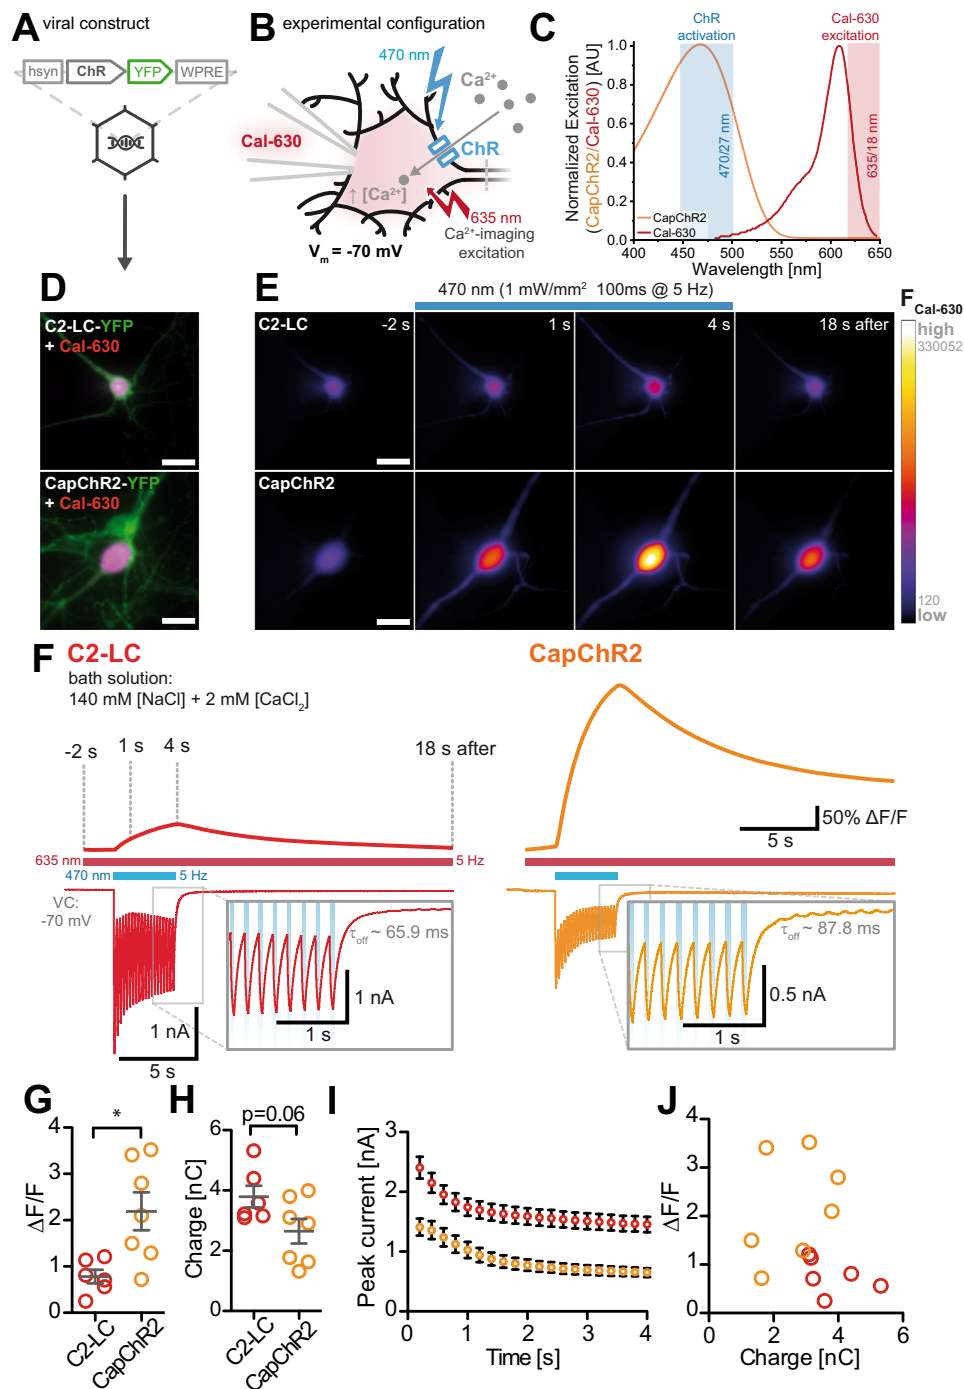 A viral construct
hsyn ChR YFP WPRE
B experimental configuration
470 nm
Ca2+
Cal-630
ChR
↑ [Ca2+]
635 nm
Ca2+-imaging
excitation
Vm = -70 mV
C
ChR
activation
Cal-630
excitation
Normalized Excitation
(CapChR2/Cal-630) [AU]
1.0
0.8
0.6
0.4
0.2
0.0
470/27 nm
635/18 nm
CapChR2
Cal-630
400 450 500 550 600 650
Wavelength [nm]
D
C2-LC-YFP
+ Cal-630
CapChR2-YFP
+ Cal-630
E
470 nm (1 mW/mm2 100ms @ 5 Hz)
C2-LC
-2 s
1 s
4 s
18 s after
CapChR2
FCal-630
high
330052
120
low
F C2-LC
bath solution:
140 mM [NaCl] + 2 mM [CaCl2]
-2 s
1 s
4 s
18 s after
635 nm
5 Hz
470 nm
5 Hz
VC:
-70 mV
τoff ~ 65.9 ms
1 nA
1 s
1 nA
5 s
CapChR2
50% ΔF/F
5 s
τoff ~ 87.8 ms
0.5 nA
1 s
G
ΔF/F
4
3
2
1
0
*
C2-LC
CapChR2
H
p=0.06
Charge [nC]
6
4
2
0
C2-LC
CapChR2
I
Peak current [nA]
3
2
1
0
0 1 2 3 4
Time [s]
J
ΔF/F
4
3
2
1
0
0 2 4 6
Charge [nC]